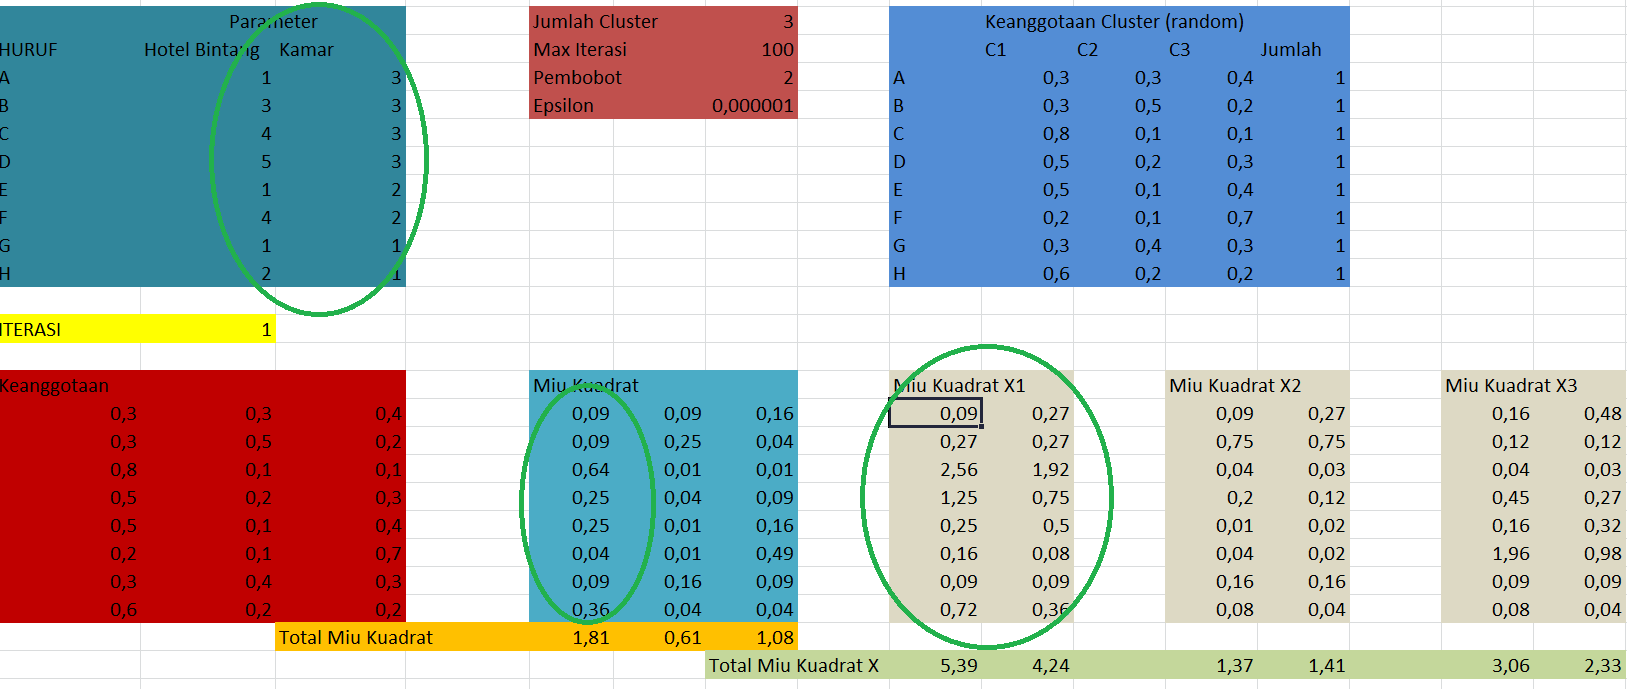 Parameter
HURUF Hotel Bintang Kamar
A 1 3
B 3 3
C 4 3
D 5 3
E 1 2
F 4 2
G 1 1
H 2 1
Jumlah Cluster 3
Max Iterasi 100
Pembobot 2
Epsilon 0,000001
Keanggotaan Cluster (random)
C1 C2 C3 Jumlah
A 0,3 0,3 0,4 1
B 0,3 0,5 0,2 1
C 0,8 0,1 0,1 1
D 0,5 0,2 0,3 1
E 0,5 0,1 0,4 1
F 0,2 0,1 0,7 1
G 0,3 0,4 0,3 1
H 0,6 0,2 0,2 1
ITERASI 1
Keanggotaan
0,3 0,3 0,4
0,3 0,5 0,2
0,8 0,1 0,1
0,5 0,2 0,3
0,5 0,1 0,4
0,2 0,1 0,7
0,3 0,4 0,3
0,6 0,2 0,2
Miu Kuadrat
0,09 0,09 0,16
0,09 0,25 0,04
0,64 0,01 0,01
0,25 0,04 0,09
0,25 0,01 0,16
0,04 0,01 0,49
0,09 0,16 0,09
0,36 0,04 0,04
Total Miu Kuadrat 1,81 0,61 1,08
Miu Kuadrat X1
0,09 0,27
0,27 0,27
2,56 1,92
1,25 0,75
0,25 0,5
0,16 0,08
0,09 0,09
0,72 0,36
Miu Kuadrat X2
0,09 0,27
0,75 0,75
0,04 0,03
0,2 0,12
0,01 0,02
0,04 0,02
0,16 0,16
0,08 0,04
Miu Kuadrat X3
0,16 0,48
0,12 0,12
0,04 0,03
0,45 0,27
0,16 0,32
1,96 0,98
0,09 0,09
0,08 0,04
Total Miu Kuadrat X 5,39 4,24 1,37 1,41 3,06 2,33